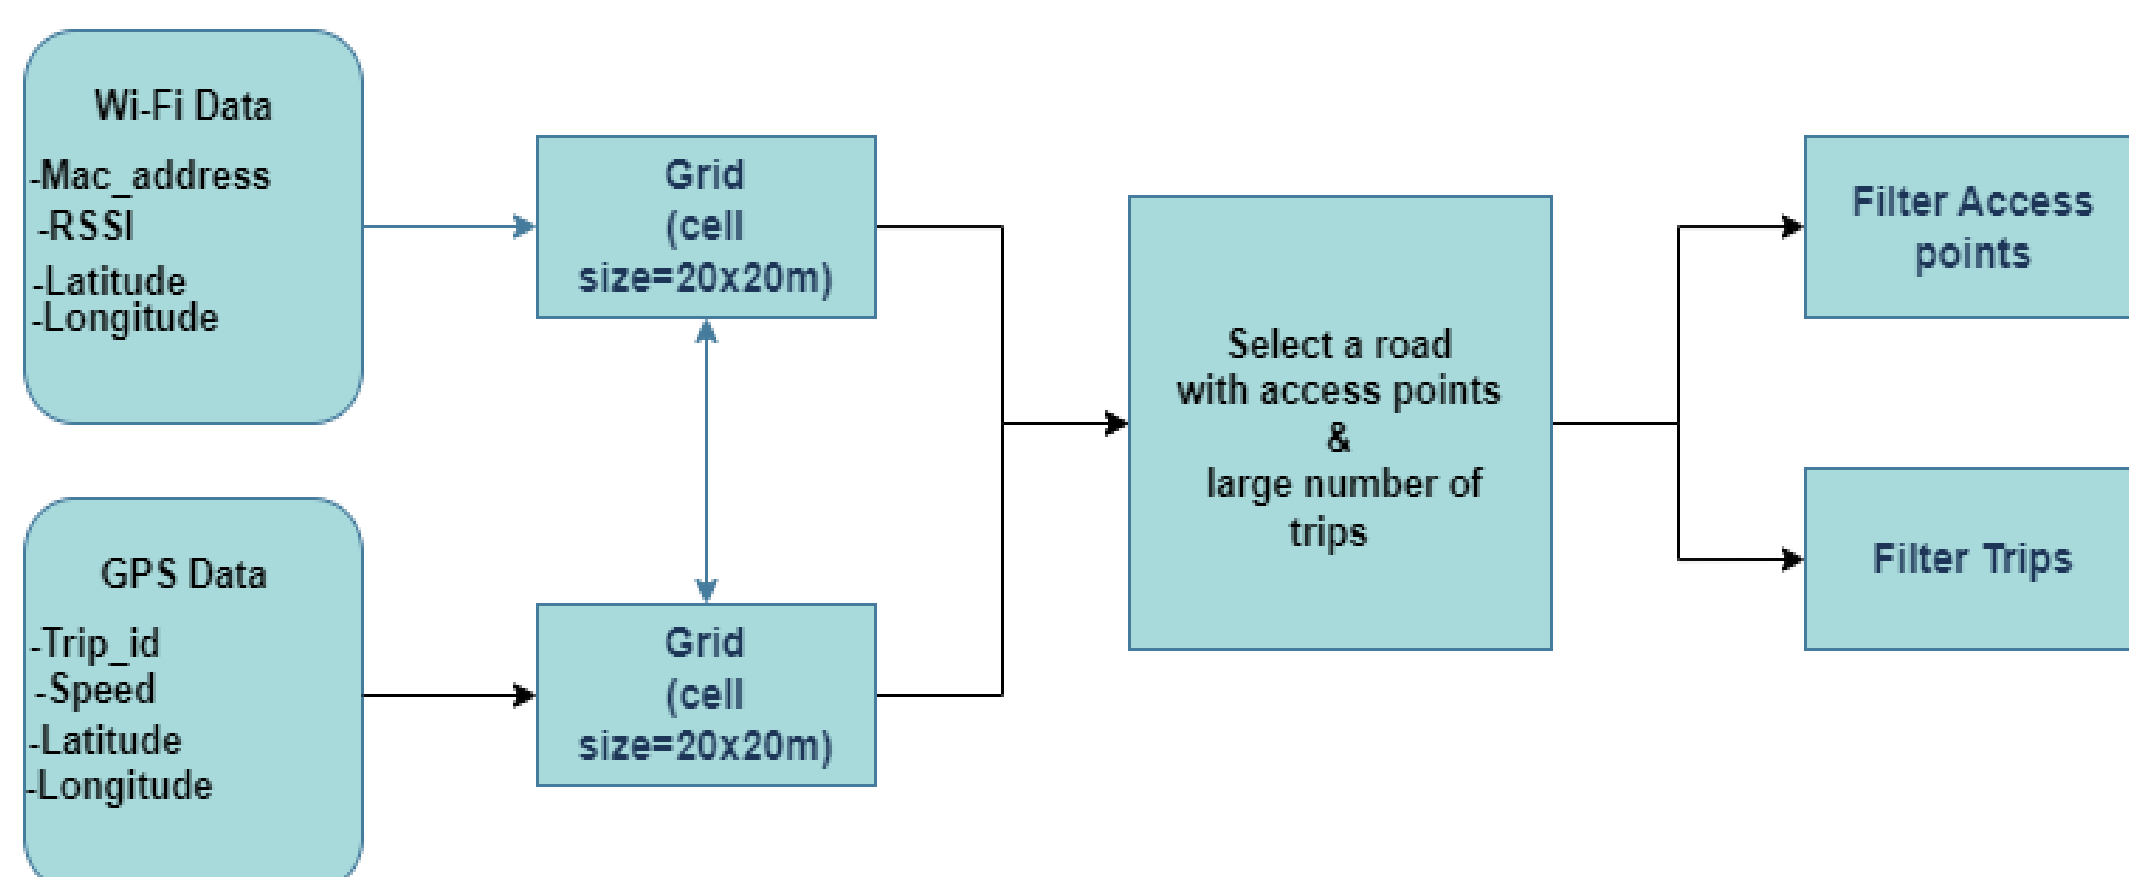 Wi-Fi Data
-Mac_address
-RSSI
-Latitude
-Longitude
Grid
(cell
size=20x20m)
GPS Data
-Trip_id
-Speed
-Latitude
-Longitude
Grid
(cell
size=20x20m)
Select a road
with access points
&
large number of
trips
Filter Access
points
Filter Trips